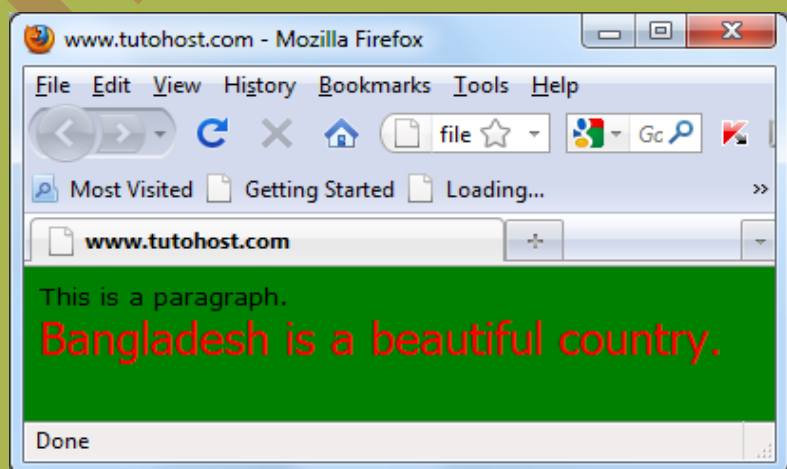 www.tutohost.com - Mozilla Firefox
File Edit View History Bookmarks Tools Help
file Gc
Most Visited Getting Started Loading... »
www.tutohost.com
This is a paragraph.
Bangladesh is a beautiful country.
Done